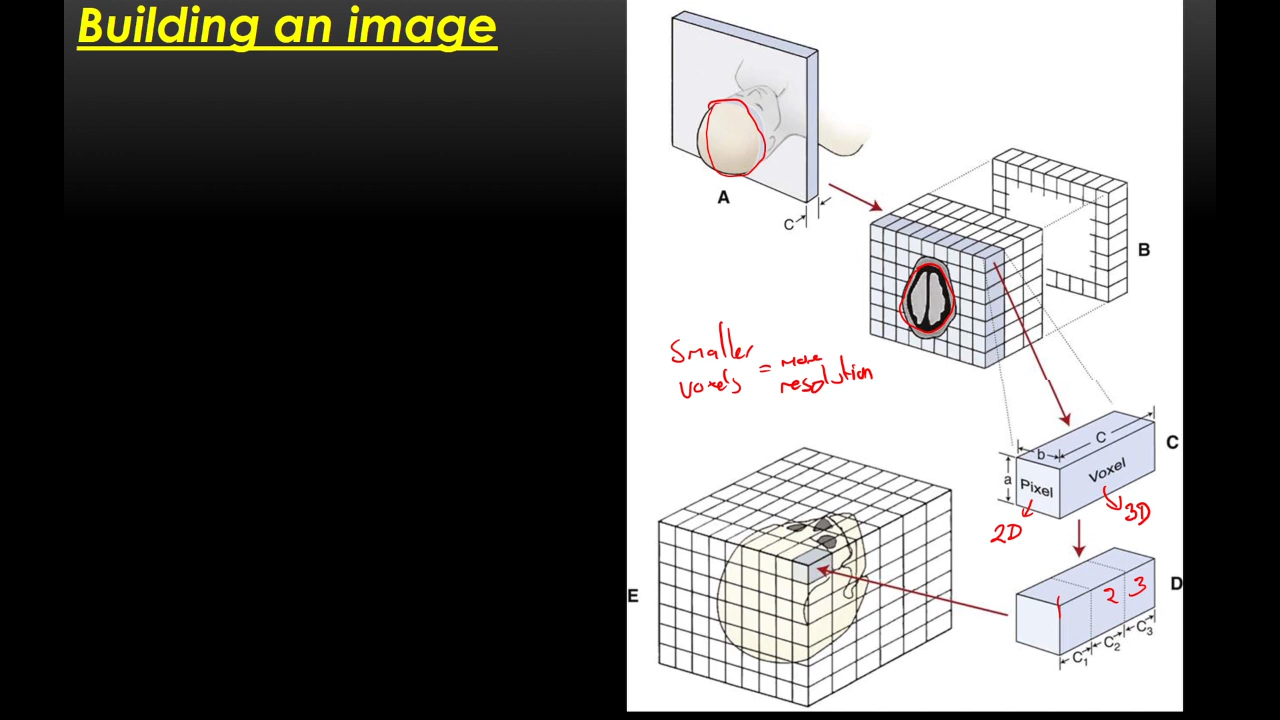 Building an image
A
C
B
Smaller
voxels = more
resolution
C
b
C
a
Pixel
Voxel
2D
3D
D
1 2 3
C1 C2 C3
E